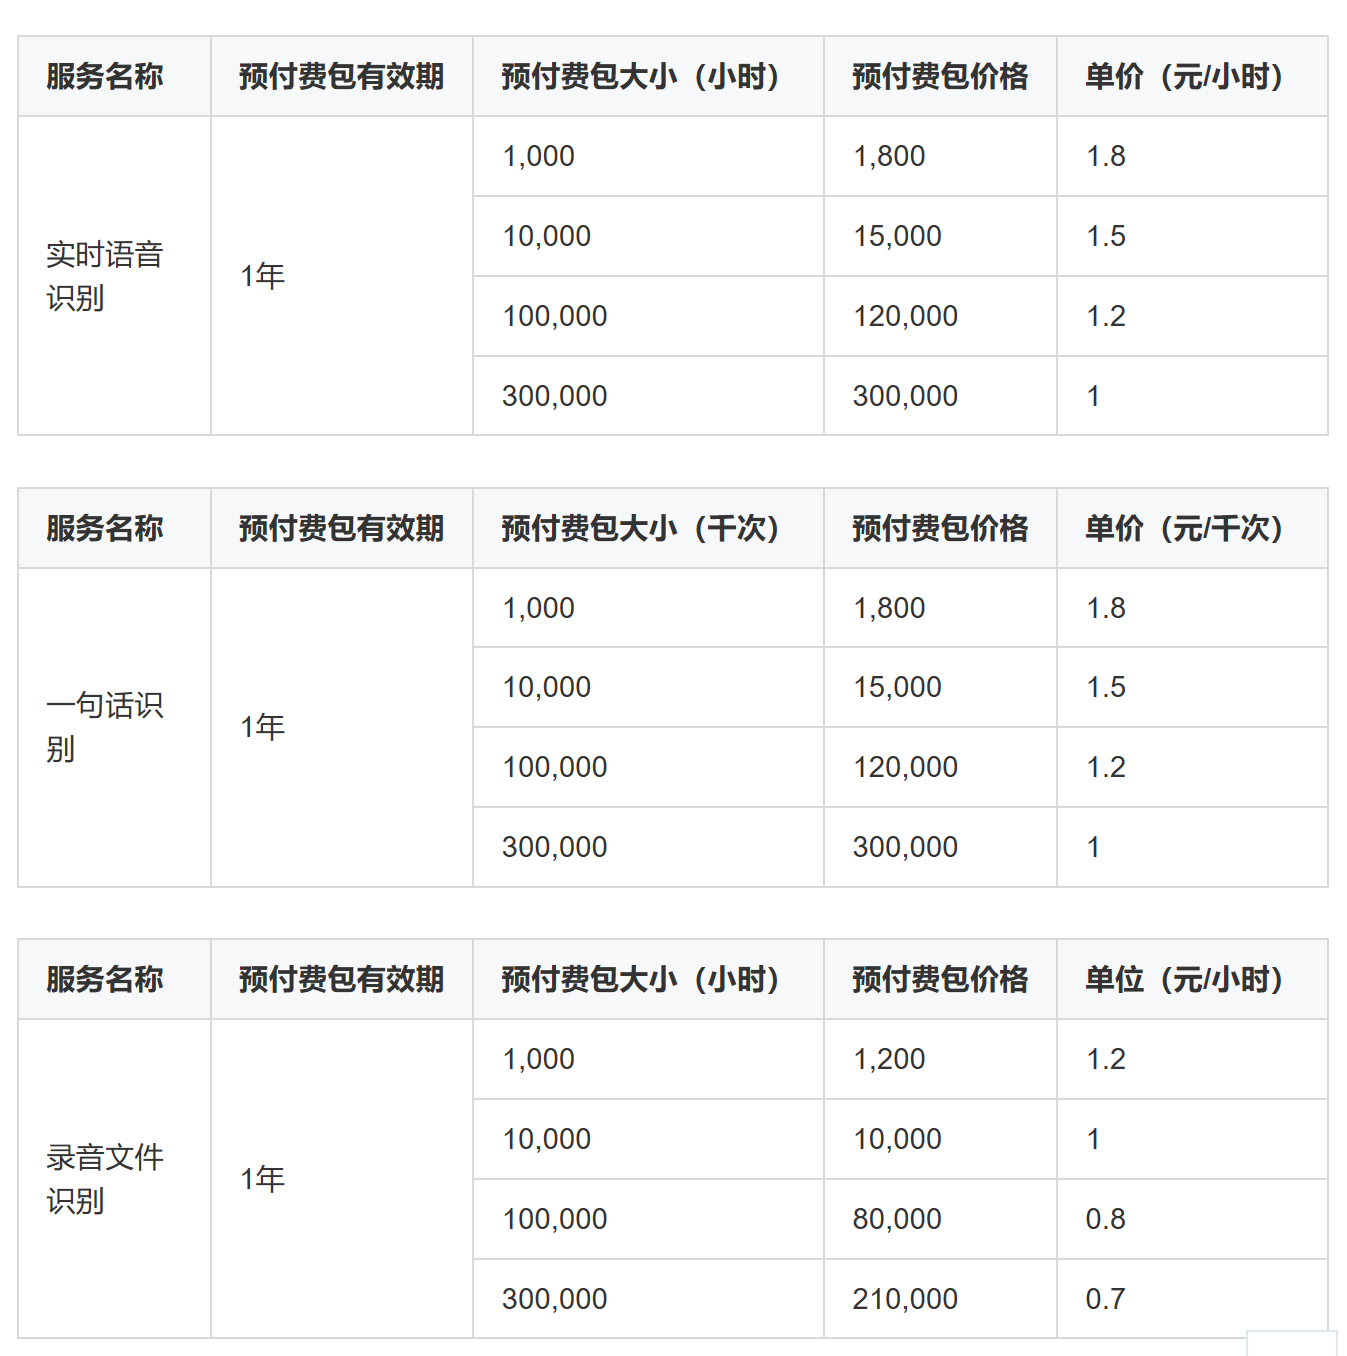 服务名称 预付费包有效期 预付费包大小（小时） 预付费包价格 单价（元/小时）
实时语音
识别
1年
1,000 1,800 1.8
10,000 15,000 1.5
100,000 120,000 1.2
300,000 300,000 1
服务名称 预付费包有效期 预付费包大小（千次） 预付费包价格 单价（元/千次）
一句话识
别
1年
1,000 1,800 1.8
10,000 15,000 1.5
100,000 120,000 1.2
300,000 300,000 1
服务名称 预付费包有效期 预付费包大小（小时） 预付费包价格 单位（元/小时）
录音文件
识别
1年
1,000 1,200 1.2
10,000 10,000 1
100,000 80,000 0.8
300,000 210,000 0.7